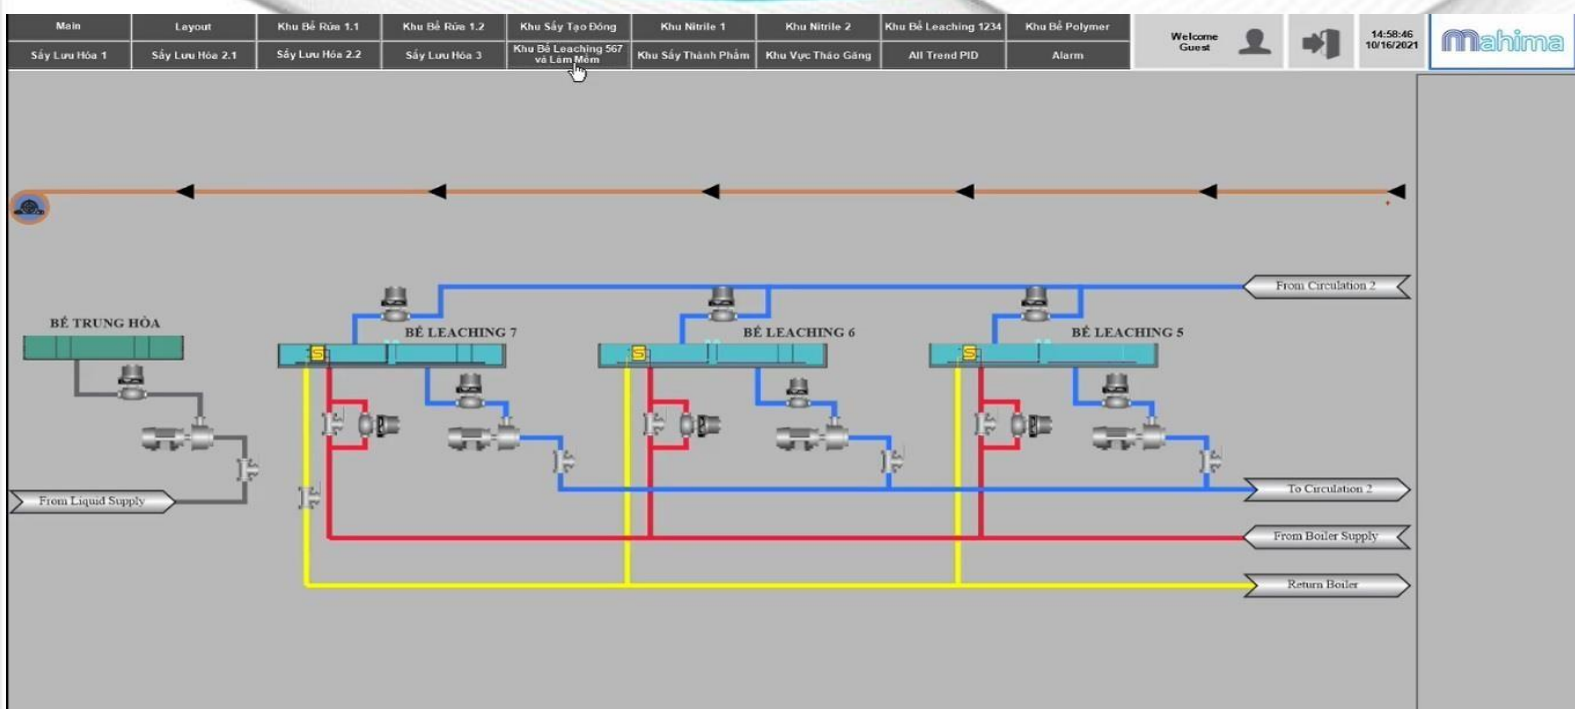 Main
Layout
Khu Bể Rửa 1.1
Khu Bể Rửa 1.2
Khu Sấy Tạo Đông
Khu Nitrile 1
Khu Nitrile 2
Khu Bể Leaching 1234
Khu Bể Polymer
Sấy Lưu Hóa 1
Sấy Lưu Hóa 2.1
Sấy Lưu Hóa 2.2
Sấy Lưu Hóa 3
Khu Bể Leaching 567
và Làm Mềm
Khu Sấy Thành Phẩm
Khu Vực Tháo Găng
All Trend PID
Alarm
Welcome
Guest
14:58:46
10/16/2021
Mahima
From Circulation 2
BỂ TRUNG HÒA
BỂ LEACHING 7
BỂ LEACHING 6
BỂ LEACHING 5
S
S
S
From Liquid Supply
To Circulation 2
From Boiler Supply
Return Boiler